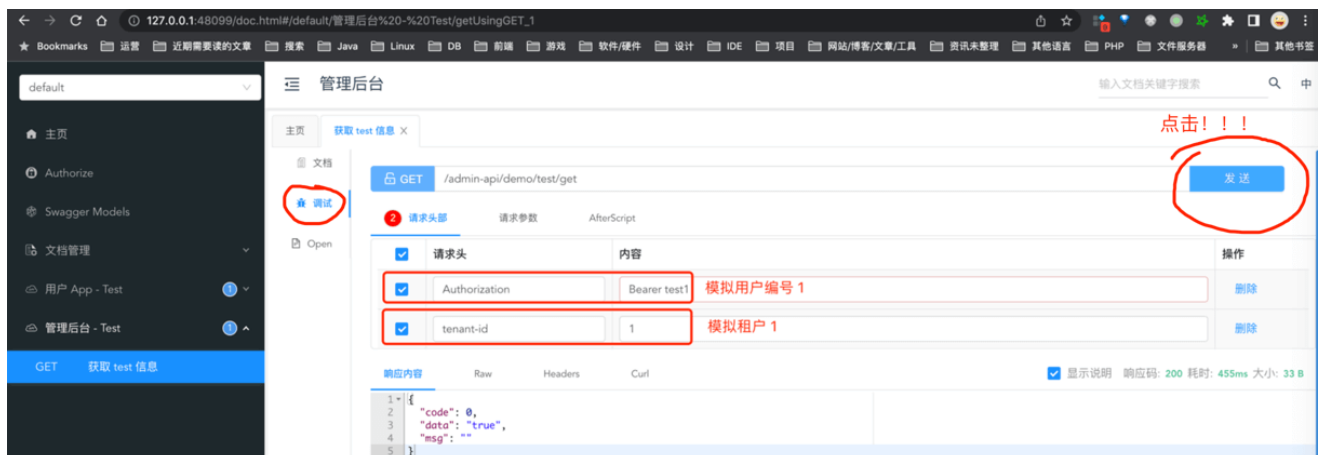 127.0.0.1:48099/doc.html#/default/管理后台%20-%20Test/getUsingGET_1
Bookmarks 运营 近期需要读的文章 搜索 Java Linux DB 前端 游戏 软件/硬件 设计 IDE 项目 网站/博客/文章/工具 资讯未整理 其他语言 PHP 文件服务器 » 其他书签
default
管理后台
输入文档关键字搜索
中
主页
Authorize
Swagger Models
文档管理
用户 App - Test 1
管理后台 - Test 1
GET 获取 test 信息
主页 获取 test 信息 ×
点击！！！
文档
调试
Open
GET /admin-api/demo/test/get 发 送
2 请求头部 请求参数 AfterScript
请求头 内容 操作
Authorization Bearer test1 模拟用户编号 1 删除
tenant-id 1 模拟租户 1 删除
响应内容 Raw Headers Curl 显示说明 响应码: 200 耗时: 455ms 大小: 33 B
1 {
2 "code": 0,
3 "data": "true",
4 "msg": ""
5 }